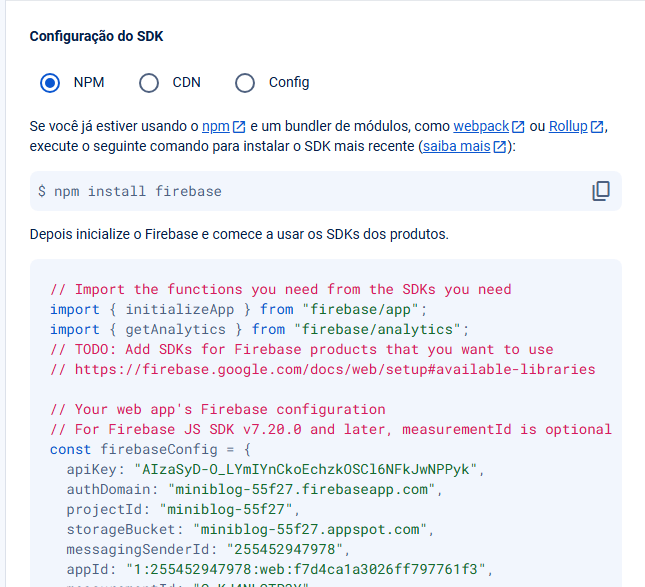 Configuração do SDK
NPM CDN Config
Se você já estiver usando o npm e um bundler de módulos, como webpack ou Rollup,
execute o seguinte comando para instalar o SDK mais recente (saiba mais):
$ npm install firebase
Depois inicialize o Firebase e comece a usar os SDKs dos produtos.
// Import the functions you need from the SDKs you need
import { initializeApp } from "firebase/app";
import { getAnalytics } from "firebase/analytics";
// TODO: Add SDKs for Firebase products that you want to use
// https://firebase.google.com/docs/web/setup#available-libraries
// Your web app's Firebase configuration
// For Firebase JS SDK v7.20.0 and later, measurementId is optional
const firebaseConfig = {
apiKey: "AIzaSyD-O_LYmIYnCkoEchzkOSCl6NFkJwNPPyk",
authDomain: "miniblog-55f27.firebaseapp.com",
projectId: "miniblog-55f27",
storageBucket: "miniblog-55f27.appspot.com",
messagingSenderId: "255452947978",
appId: "1:255452947978:web:f7d4ca1a3026ff797761f3",